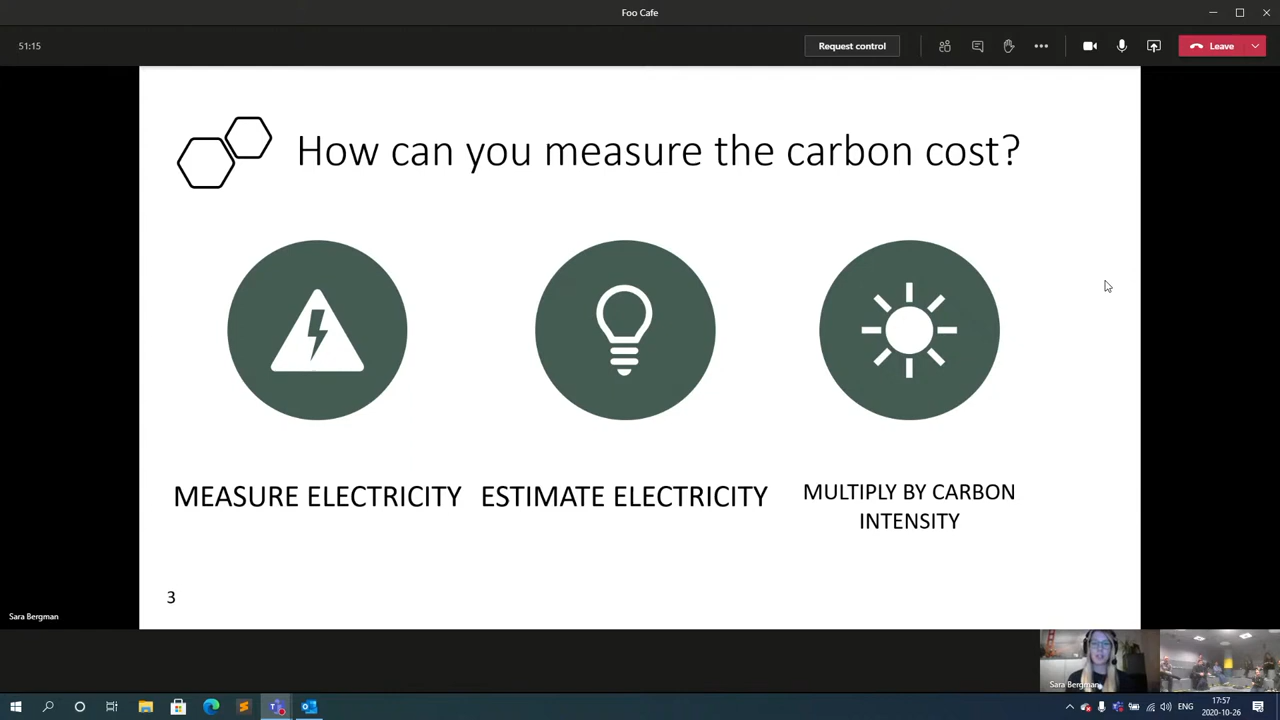 Foo Cafe
51:15
Request control
Leave
How can you measure the carbon cost?
MEASURE ELECTRICITY
ESTIMATE ELECTRICITY
MULTIPLY BY CARBON
INTENSITY
3
Sara Bergman
Sara Bergman
ENG
17:57
2020-10-26